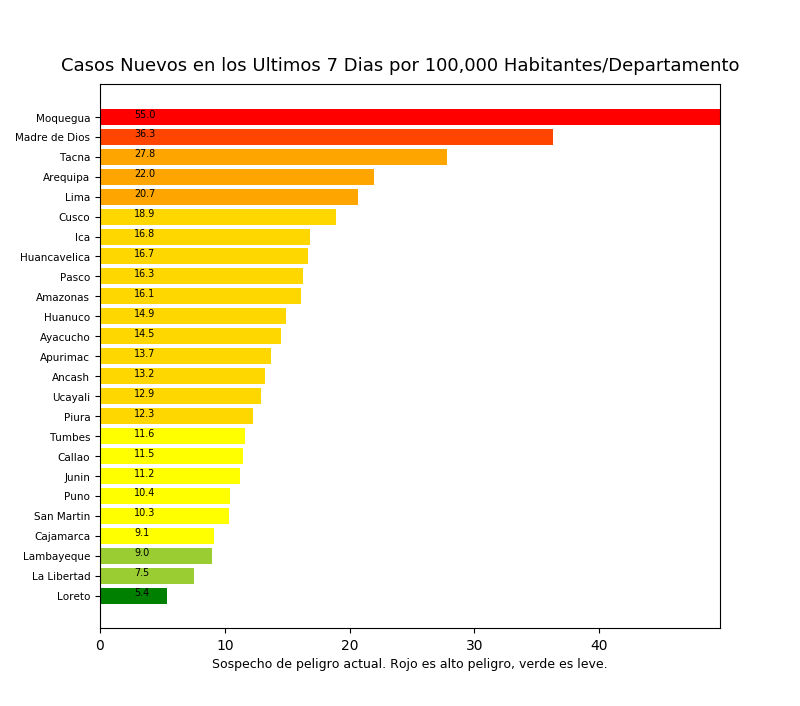 Casos Nuevos en los Ultimos 7 Dias por 100,000 Habitantes/Departamento
Moquegua 55.0
Madre de Dios 36.3
Tacna 27.8
Arequipa 22.0
Lima 20.7
Cusco 18.9
Ica 16.8
Huancavelica 16.7
Pasco 16.3
Amazonas 16.1
Huanuco 14.9
Ayacucho 14.5
Apurimac 13.7
Ancash 13.2
Ucayali 12.9
Piura 12.3
Tumbes 11.6
Callao 11.5
Junin 11.2
Puno 10.4
San Martin 10.3
Cajamarca 9.1
Lambayeque 9.0
La Libertad 7.5
Loreto 5.4
0 10 20 30 40
Sospecho de peligro actual. Rojo es alto peligro, verde es leve.